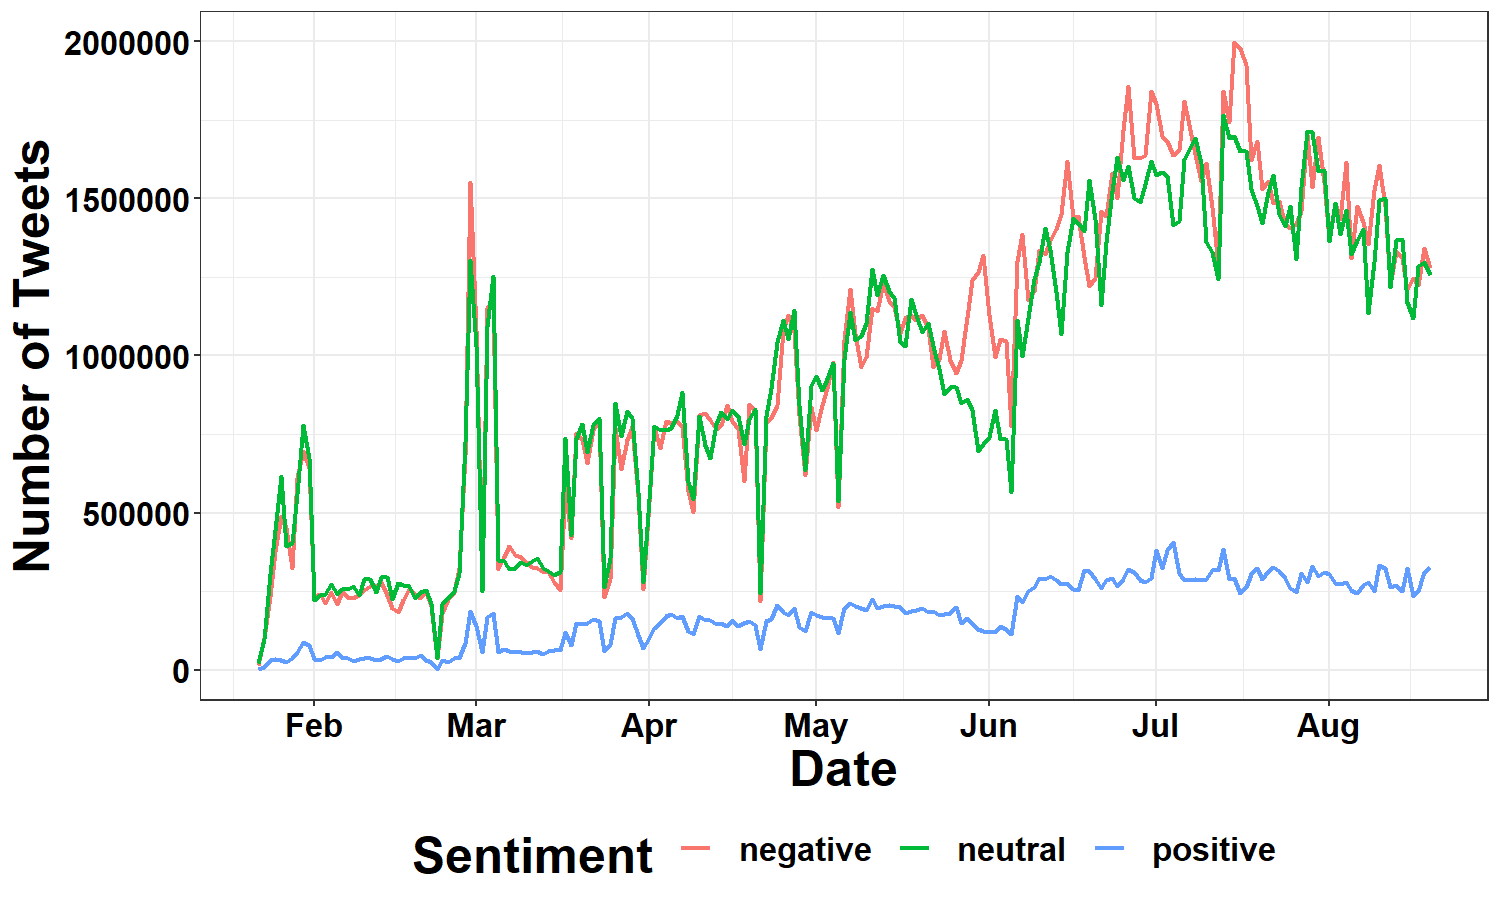 2000000
1500000
1000000
500000
0
Number of Tweets
Feb Mar Apr May Jun Jul Aug
Date
Sentiment negative neutral positive